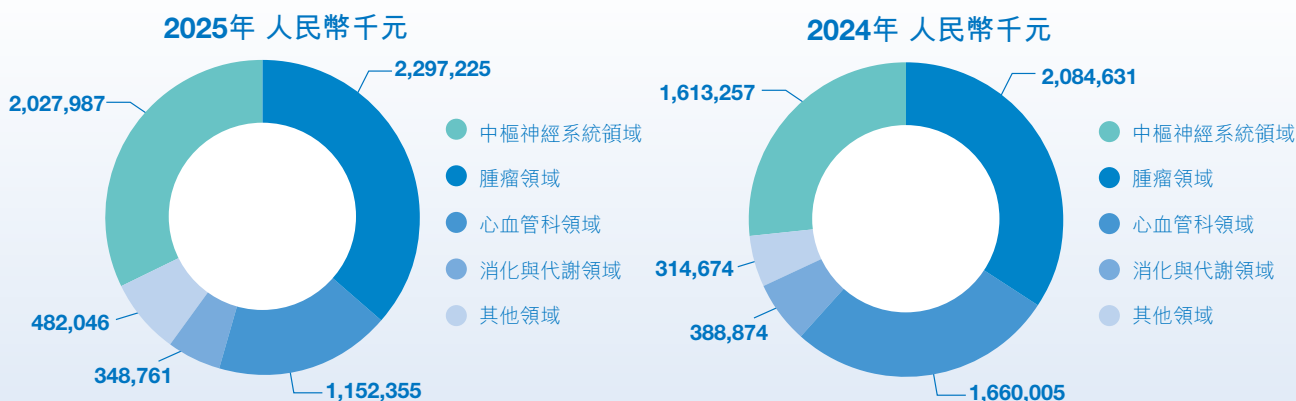 2025年 人民幣千元
2,297,225
2,027,987
482,046
348,761
1,152,355
中樞神經系統領域
腫瘤領域
心血管科領域
消化與代謝領域
其他領域
2024年 人民幣千元
2,084,631
1,613,257
314,674
388,874
1,660,005
中樞神經系統領域
腫瘤領域
心血管科領域
消化與代謝領域
其他領域